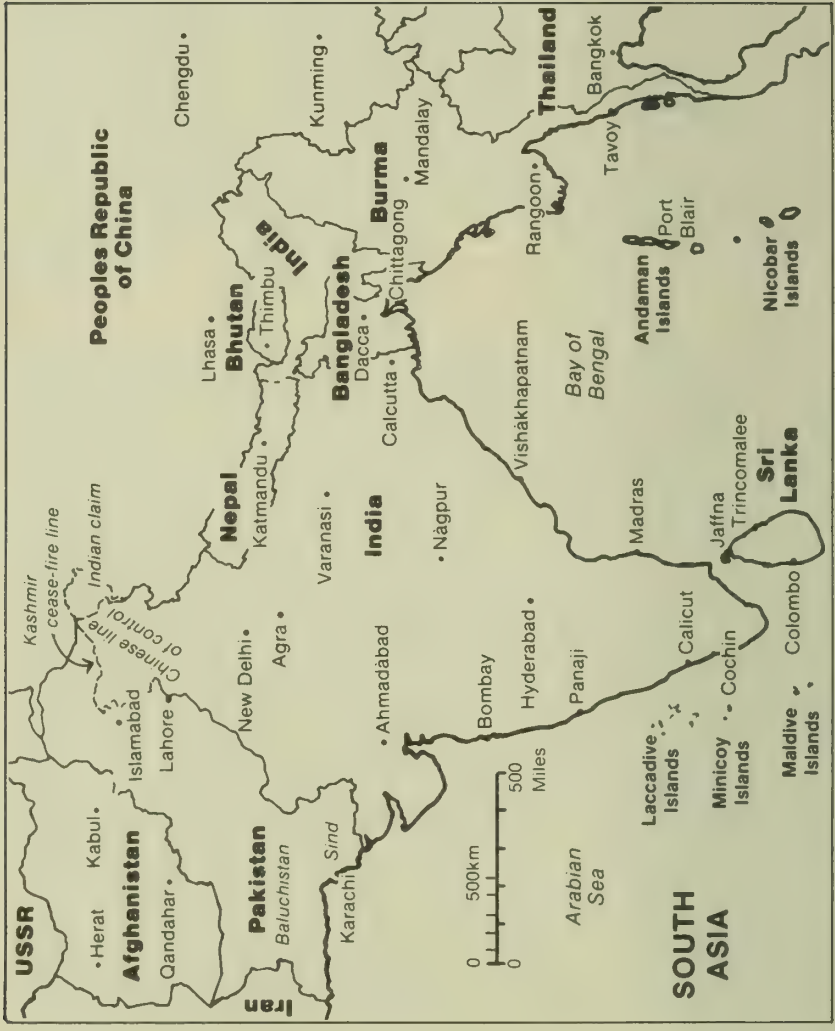 USSR
Herat
Kabul
Afghanistan
Qandahar
Iran
Pakistan
Baluchistan
Sind
Karachi
Islamabad
Lahore
Kashmir
cease-fire line
Indian claim
Chinese line
of control
Peoples Republic
of China
Chengdu
Kunming
Lhasa
Nepal
Katmandu
Bhutan
Thimbu
India
New Delhi
Agra
Varanasi
India
Bangladesh
Dacca
Chittagong
Burma
Mandalay
Ahmadàbad
Nàgpur
Calcutta
Bombay
Hyderabad
Panaji
Vishàkhapatnam
Rangoon
Thailand
Bangkok
Tavoy
Bay of
Bengal
Andaman
Islands
Port
Blair
Nicobar
Islands
Madras
Calicut
Cochin
Jaffna
Trincomalee
Sri
Lanka
Colombo
Laccadive
Islands
Minicoy
Islands
Maldive
Islands
Arabian
Sea
0 500km
0 500
Miles
SOUTH
ASIA